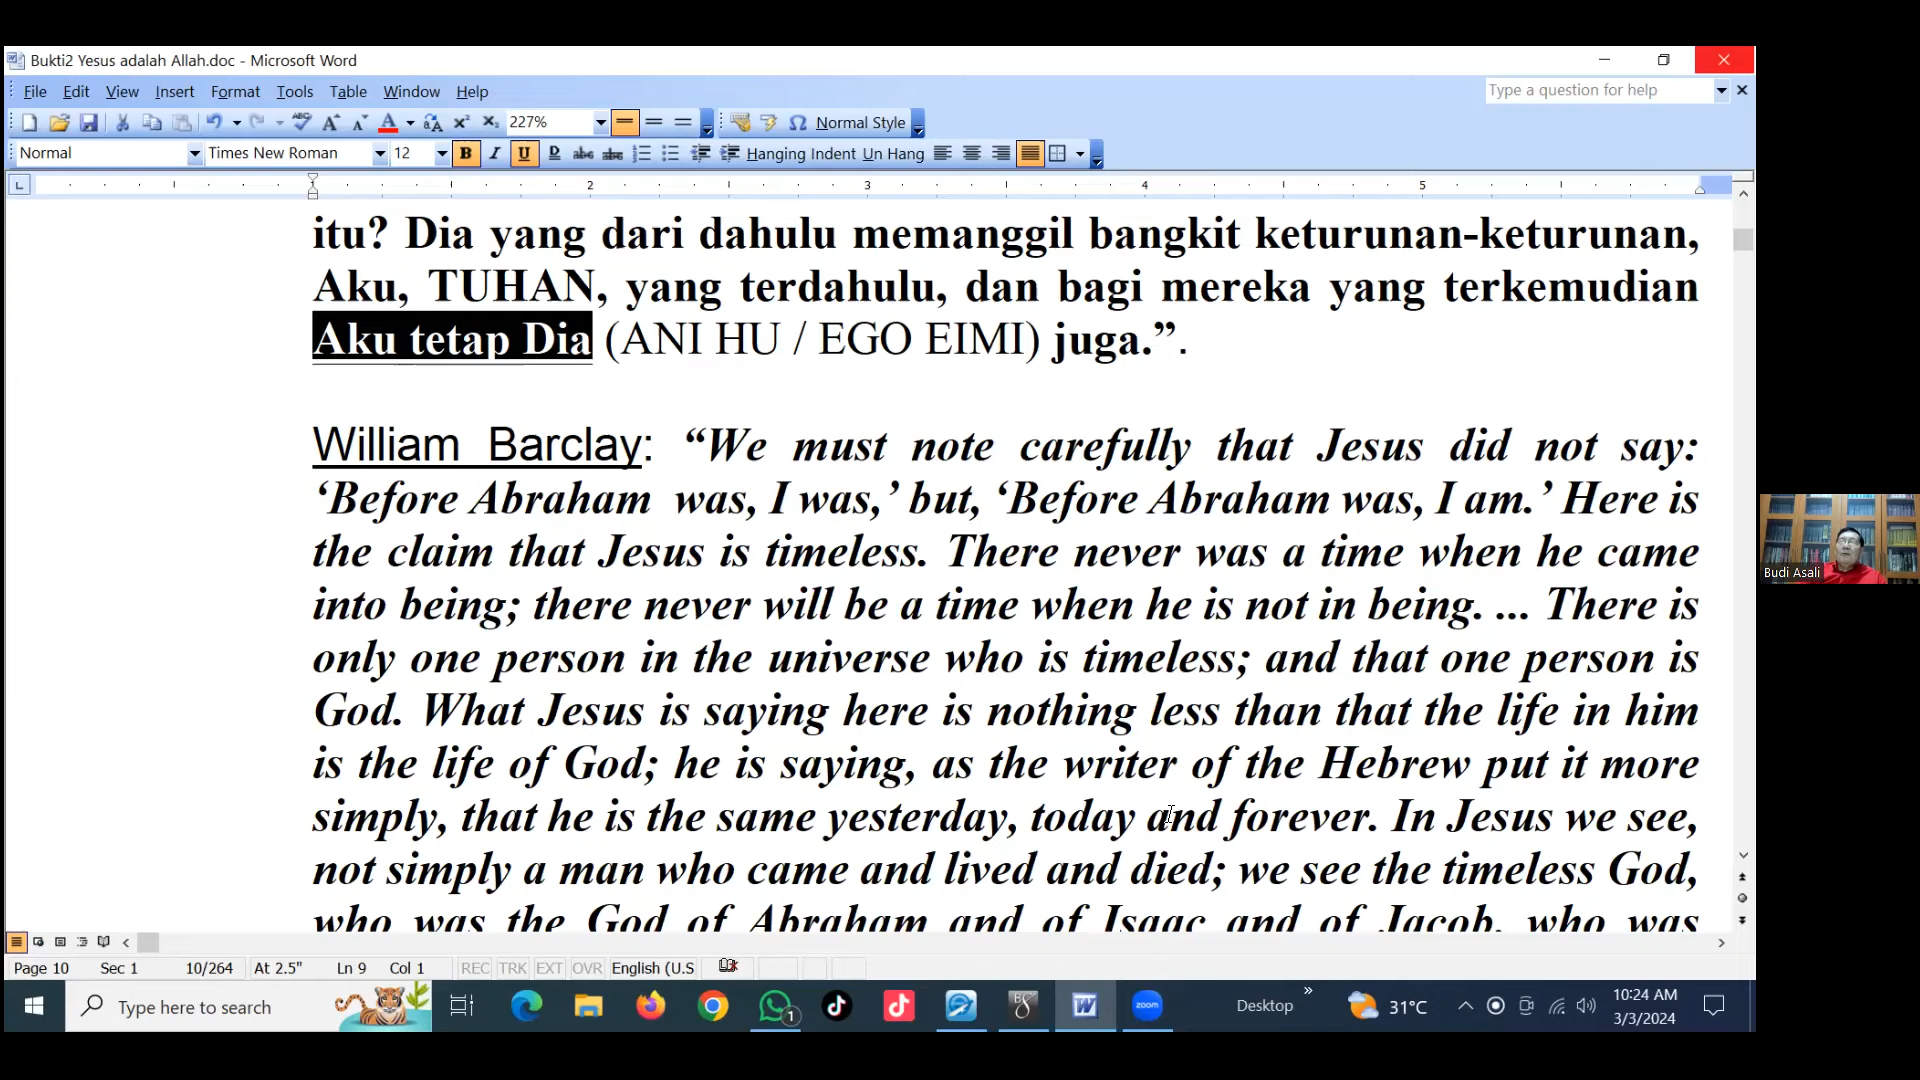 Bukti2 Yesus adalah Allah.doc - Microsoft Word
File Edit View Insert Format Tools Table Window Help
Type a question for help
227%
Normal Style
Normal
Times New Roman
12
B I U D abc abc
Hanging Indent Un Hang
1 2 3 4 5
itu? Dia yang dari dahulu memanggil bangkit keturunan-keturunan,
Aku, TUHAN, yang terdahulu, dan bagi mereka yang terkemudian
Aku tetap Dia (ANI HU / EGO EIMI) juga.”.
William Barclay: “We must note carefully that Jesus did not say:
‘Before Abraham was, I was,’ but, ‘Before Abraham was, I am.’ Here is
the claim that Jesus is timeless. There never was a time when he came
into being; there never will be a time when he is not in being. ... There is
only one person in the universe who is timeless; and that one person is
God. What Jesus is saying here is nothing less than that the life in him
is the life of God; he is saying, as the writer of the Hebrew put it more
simply, that he is the same yesterday, today and forever. In Jesus we see,
not simply a man who came and lived and died; we see the timeless God,
who was the God of Abraham and of Isaac and of Jacob, who was
Budi Asali
Page 10 Sec 1 10/264 At 2.5" Ln 9 Col 1 REC TRK EXT OVR English (U.S
Type here to search
1
zoom
Desktop
31°C
10:24 AM
3/3/2024